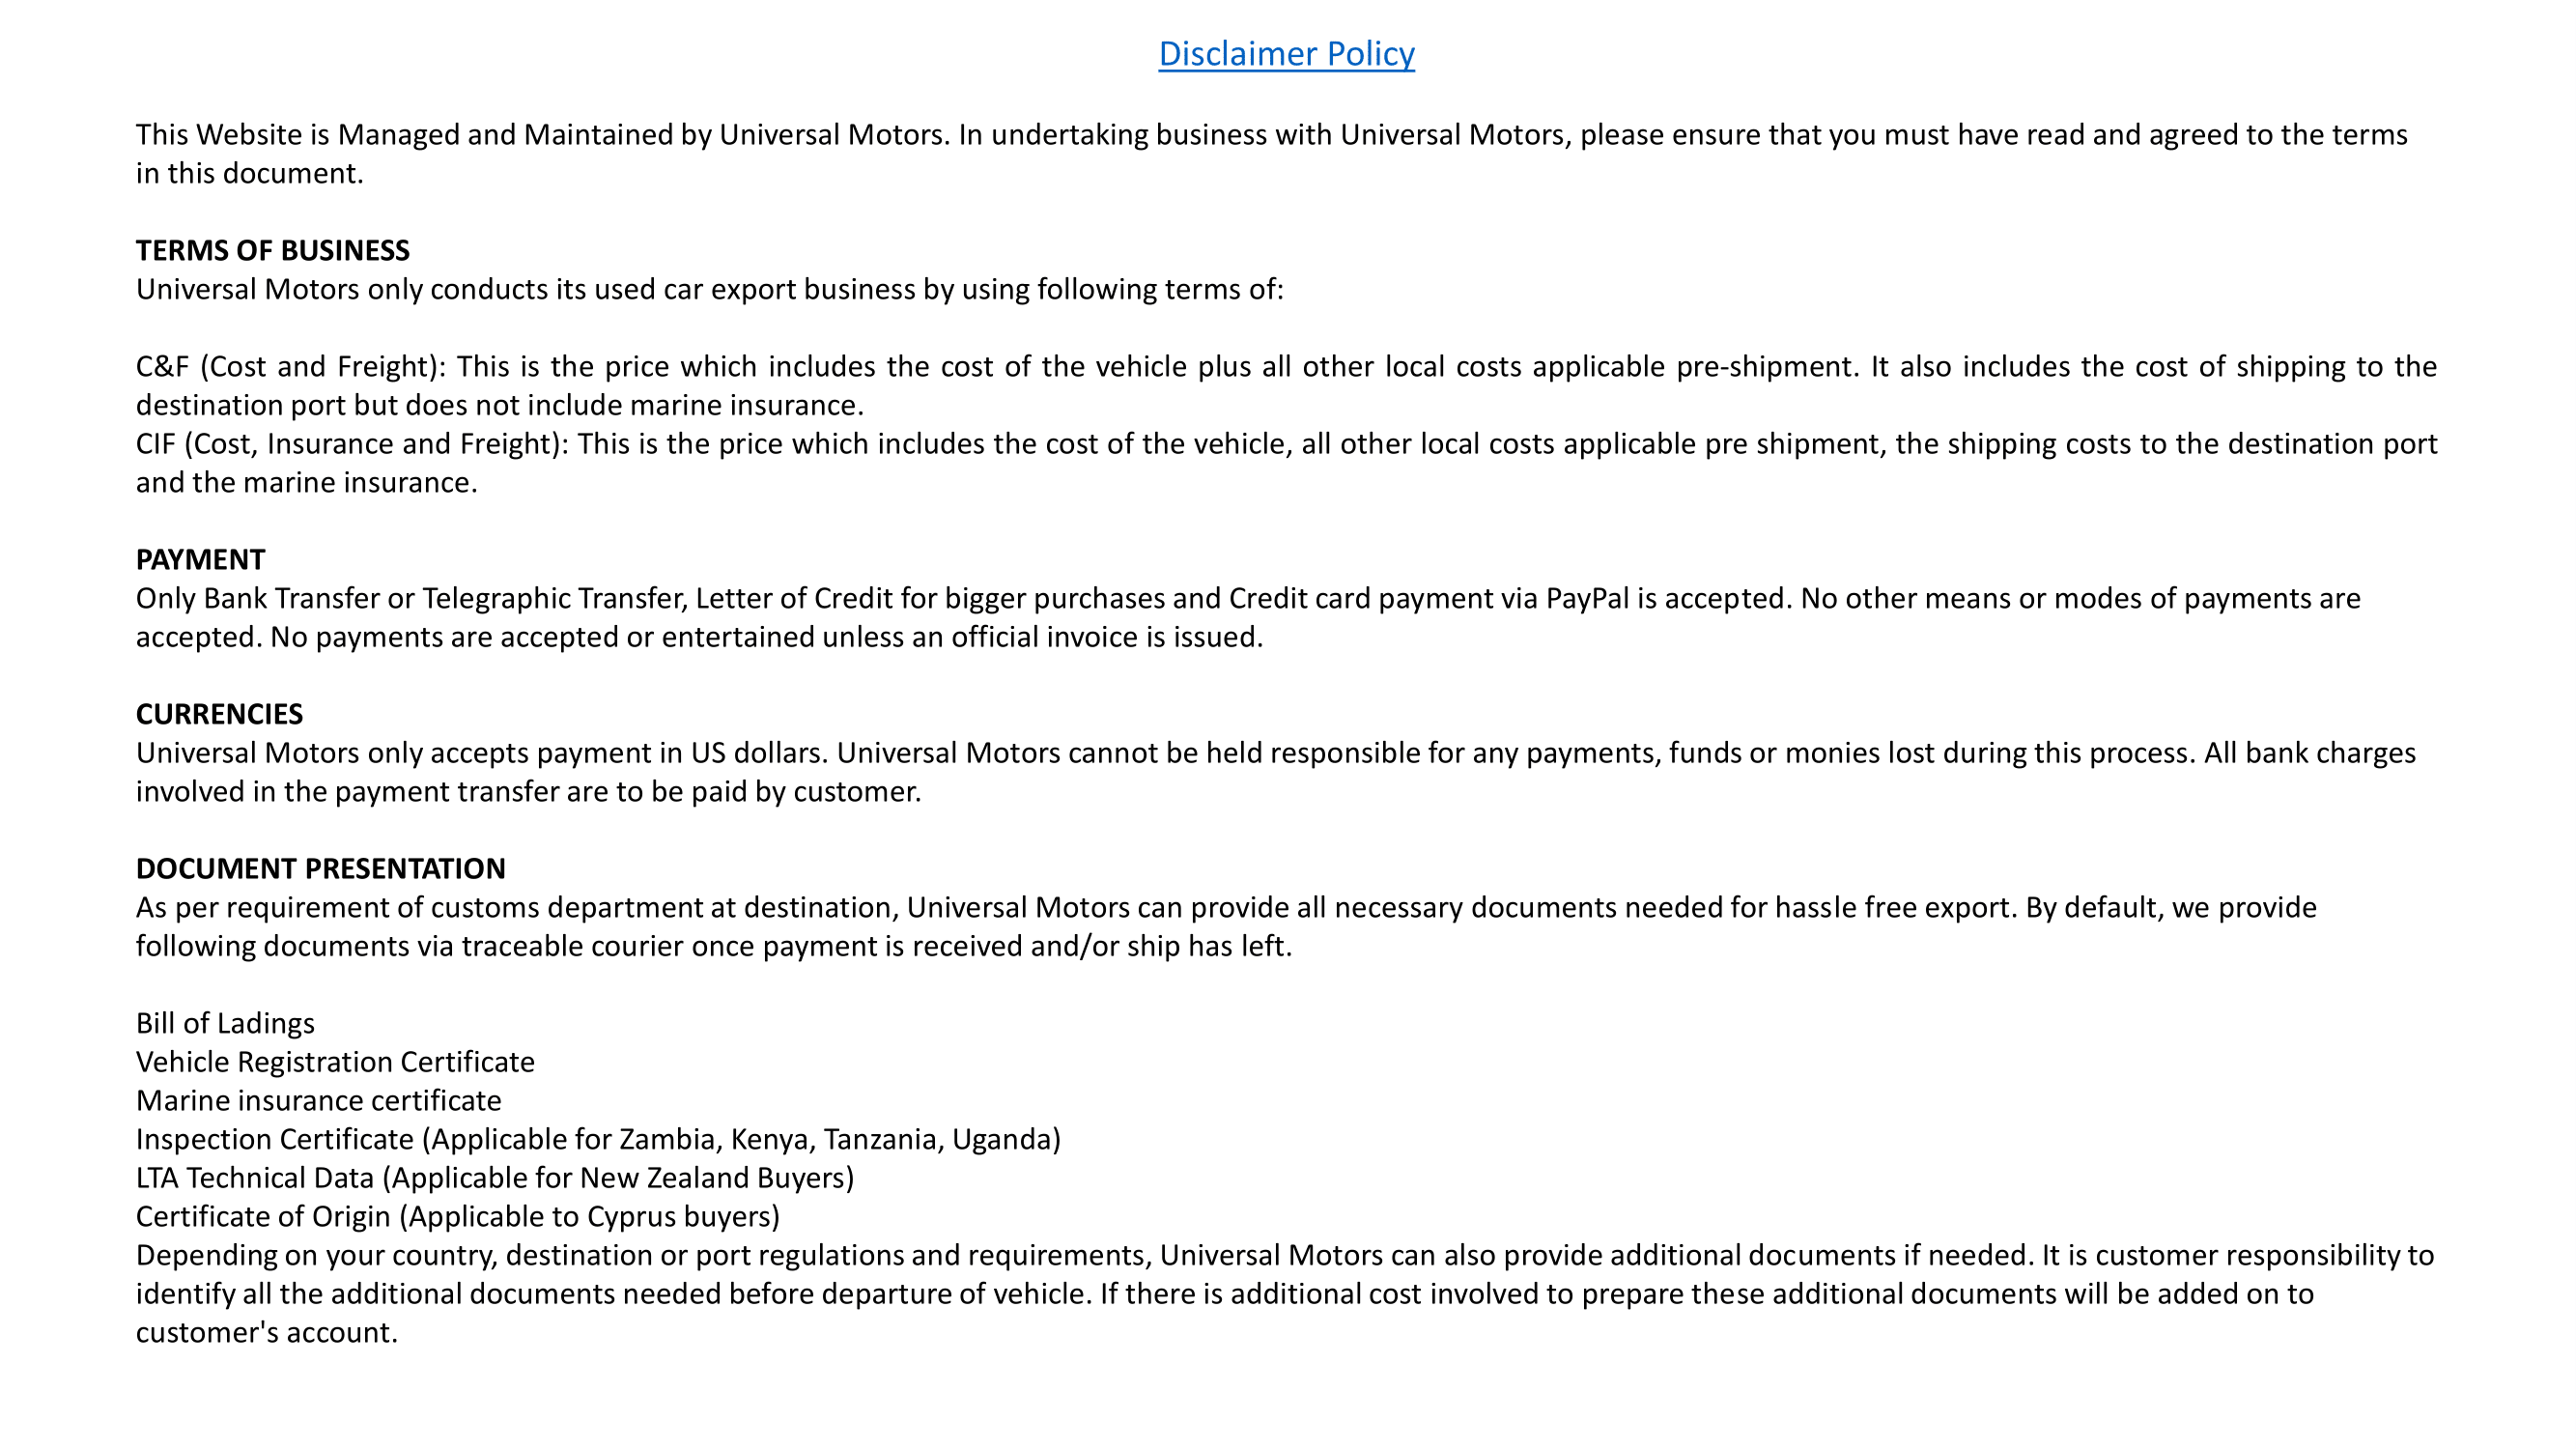 Disclaimer Policy
This Website is Managed and Maintained by Universal Motors. In undertaking business with Universal Motors, please ensure that you must have read and agreed to the terms
in this document.
TERMS OF BUSINESS
Universal Motors only conducts its used car export business by using following terms of:
C&F (Cost and Freight): This is the price which includes the cost of the vehicle plus all other local costs applicable pre-shipment. It also includes the cost of shipping to the
destination port but does not include marine insurance.
CIF (Cost, Insurance and Freight): This is the price which includes the cost of the vehicle, all other local costs applicable pre shipment, the shipping costs to the destination port
and the marine insurance.
PAYMENT
Only Bank Transfer or Telegraphic Transfer, Letter of Credit for bigger purchases and Credit card payment via PayPal is accepted. No other means or modes of payments are
accepted. No payments are accepted or entertained unless an official invoice is issued.
CURRENCIES
Universal Motors only accepts payment in US dollars. Universal Motors cannot be held responsible for any payments, funds or monies lost during this process. All bank charges
involved in the payment transfer are to be paid by customer.
DOCUMENT PRESENTATION
As per requirement of customs department at destination, Universal Motors can provide all necessary documents needed for hassle free export. By default, we provide
following documents via traceable courier once payment is received and/or ship has left.
Bill of Ladings
Vehicle Registration Certificate
Marine insurance certificate
Inspection Certificate (Applicable for Zambia, Kenya, Tanzania, Uganda)
LTA Technical Data (Applicable for New Zealand Buyers)
Certificate of Origin (Applicable to Cyprus buyers)
Depending on your country, destination or port regulations and requirements, Universal Motors can also provide additional documents if needed. It is customer responsibility to
identify all the additional documents needed before departure of vehicle. If there is additional cost involved to prepare these additional documents will be added on to
customer's account.